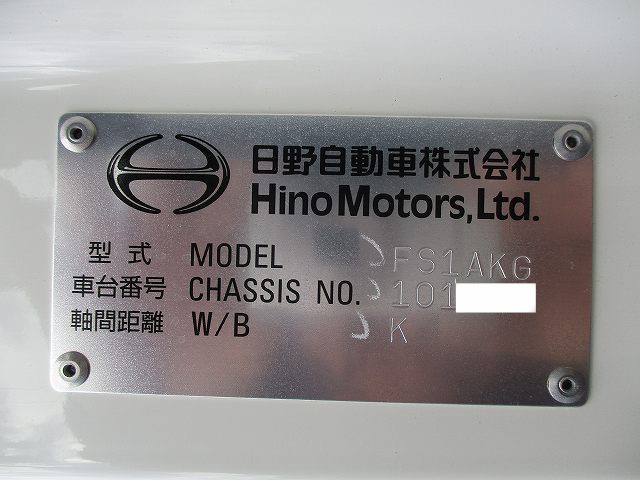 日野自動車株式会社
Hino Motors, Ltd.
型式 MODEL FS1AKG
車台番号 CHASSIS NO. 101
軸間距離 W/B K